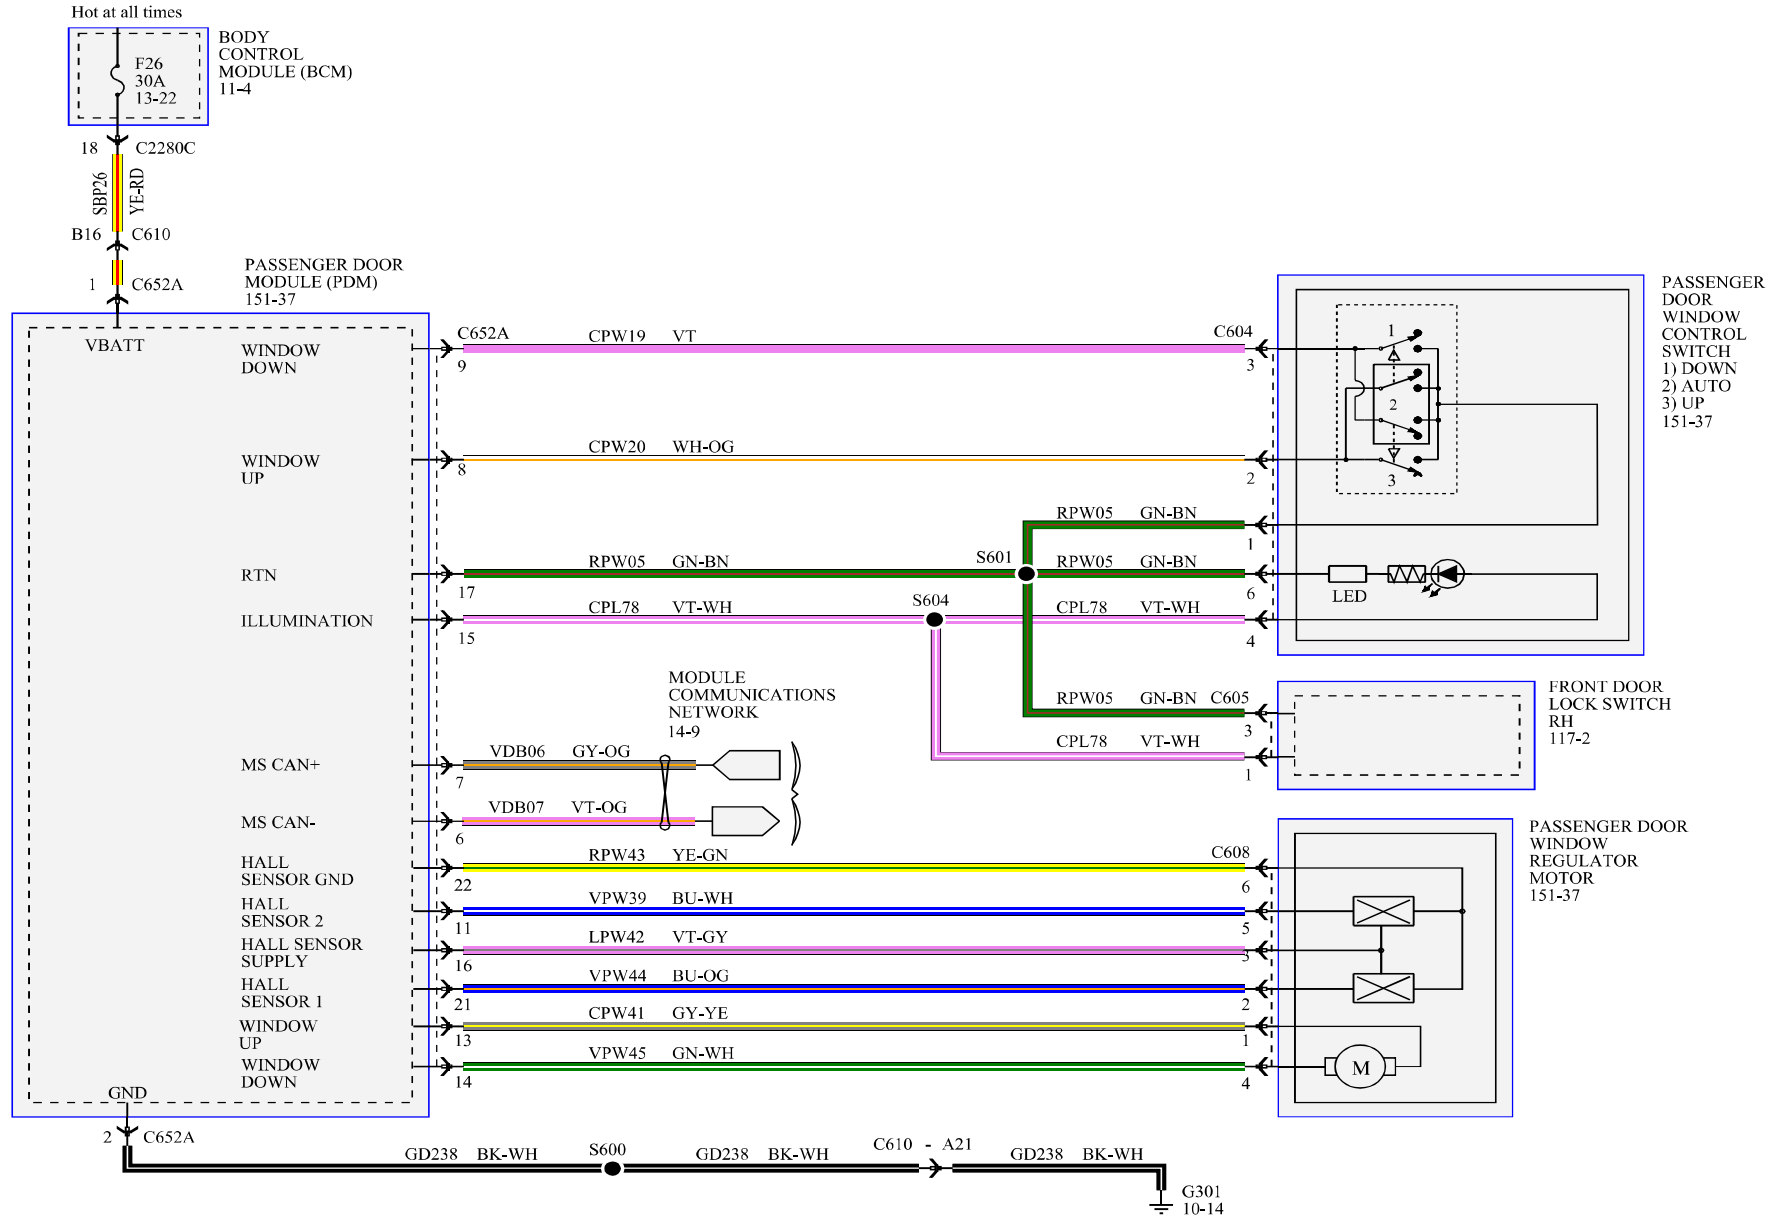 Hot at all times
BODY
CONTROL
MODULE (BCM)
11-4
F26
30A
13-22
18
C2280C
SBP26
YE-RD
B16
C610
1
C652A
PASSENGER DOOR
MODULE (PDM)
151-37
VBATT
WINDOW
DOWN
C652A
9
CPW19
VT
C604
3
WINDOW
UP
8
CPW20
WH-OG
2
RPW05
GN-BN
1
RTN
17
RPW05
GN-BN
S601
RPW05
GN-BN
6
ILLUMINATION
15
CPL78
VT-WH
S604
CPL78
VT-WH
4
1
2
3
LED
PASSENGER
DOOR
WINDOW
CONTROL
SWITCH
1) DOWN
2) AUTO
3) UP
151-37
MODULE
COMMUNICATIONS
NETWORK
14-9
RPW05
GN-BN
C605
3
CPL78
VT-WH
1
FRONT DOOR
LOCK SWITCH
RH
117-2
MS CAN+
7
VDB06
GY-OG
MS CAN-
6
VDB07
VT-OG
HALL
SENSOR GND
22
RPW43
YE-GN
C608
6
HALL
SENSOR 2
11
VPW39
BU-WH
5
HALL SENSOR
SUPPLY
16
LPW42
VT-GY
3
HALL
SENSOR 1
21
VPW44
BU-OG
2
WINDOW
UP
13
CPW41
GY-YE
1
WINDOW
DOWN
14
VPW45
GN-WH
4
M
PASSENGER DOOR
WINDOW
REGULATOR
MOTOR
151-37
GND
2
C652A
GD238
BK-WH
S600
GD238
BK-WH
C610 - A21
GD238
BK-WH
G301
10-14